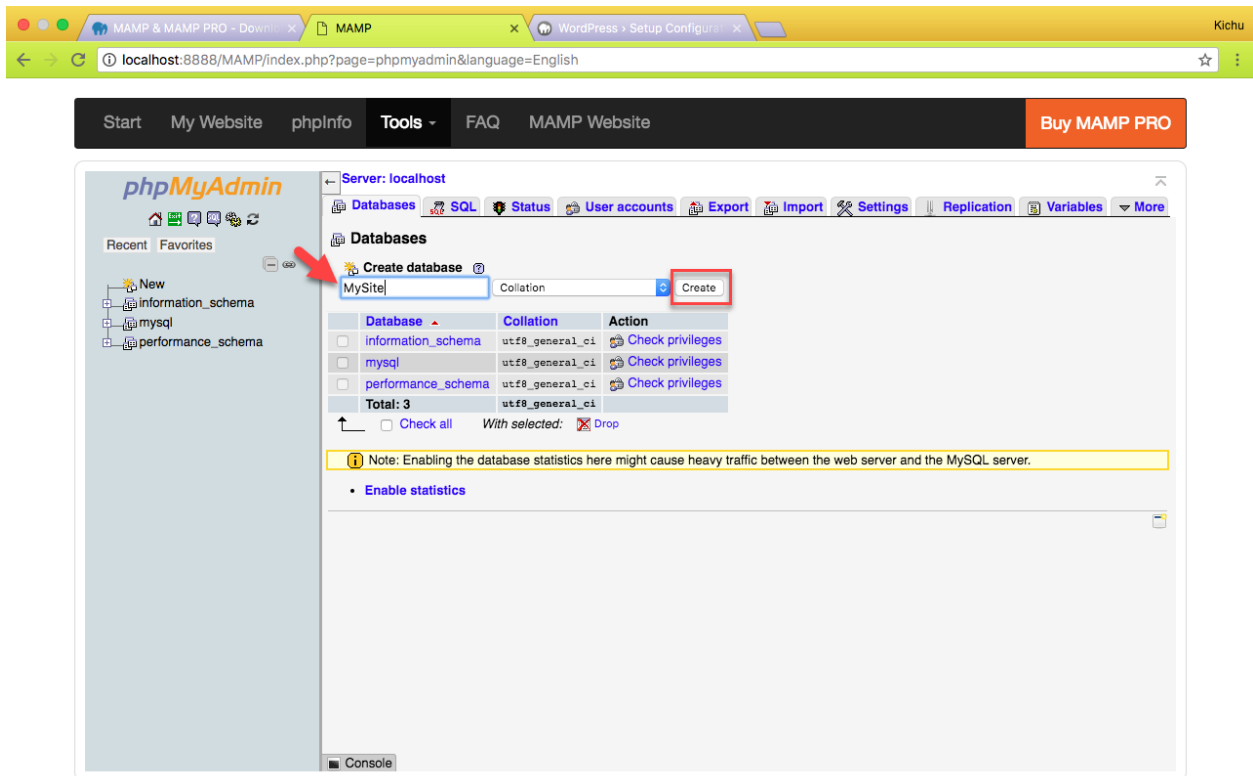 MAMP & MAMP PRO - Downlo
MAMP
WordPress › Setup Configurat
Kichu
localhost:8888/MAMP/index.php?page=phpmyadmin&language=English
Start My Website phpInfo Tools FAQ MAMP Website Buy MAMP PRO
phpMyAdmin
Recent Favorites
New
information_schema
mysql
performance_schema
Server: localhost
Databases SQL Status User accounts Export Import Settings Replication Variables More
Databases
Create database
MySite Collation Create
Database Collation Action
information_schema utf8_general_ci Check privileges
mysql utf8_general_ci Check privileges
performance_schema utf8_general_ci Check privileges
Total: 3 utf8_general_ci
Check all With selected: Drop
Note: Enabling the database statistics here might cause heavy traffic between the web server and the MySQL server.
• Enable statistics
Console